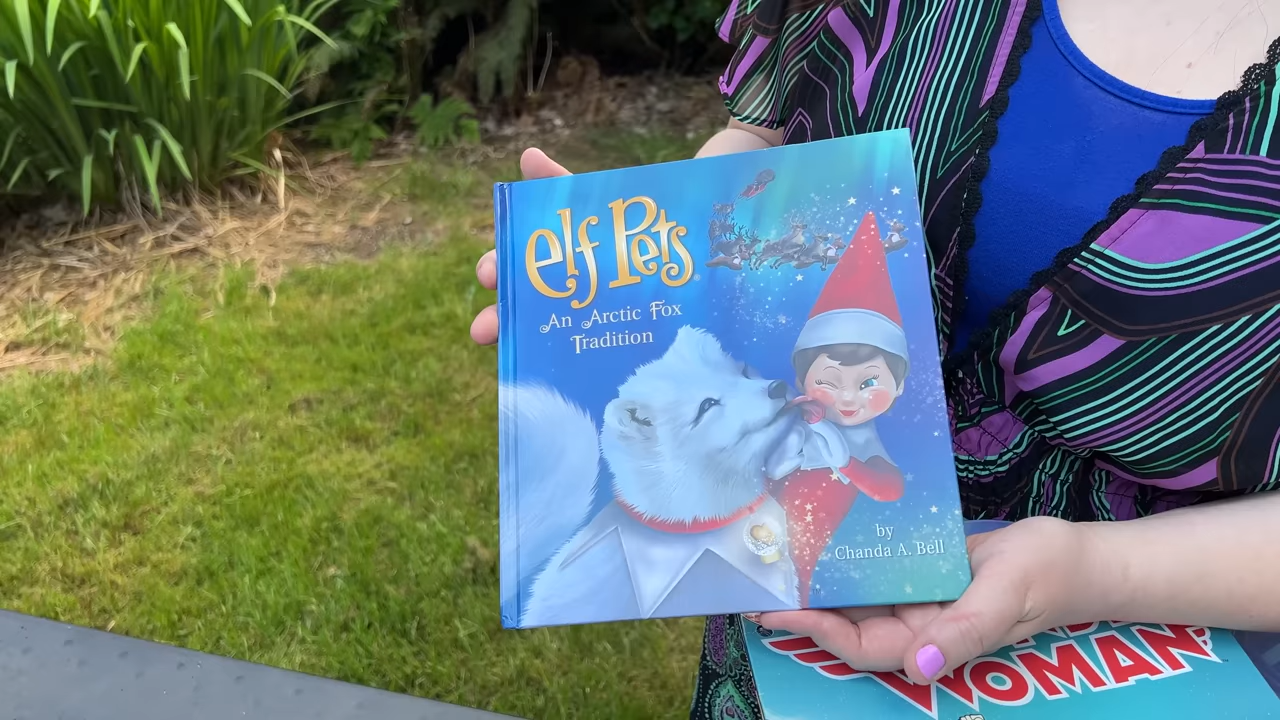 elf Pets
An Arctic Fox
Tradition
by
Chanda A. Bell
WOMAN